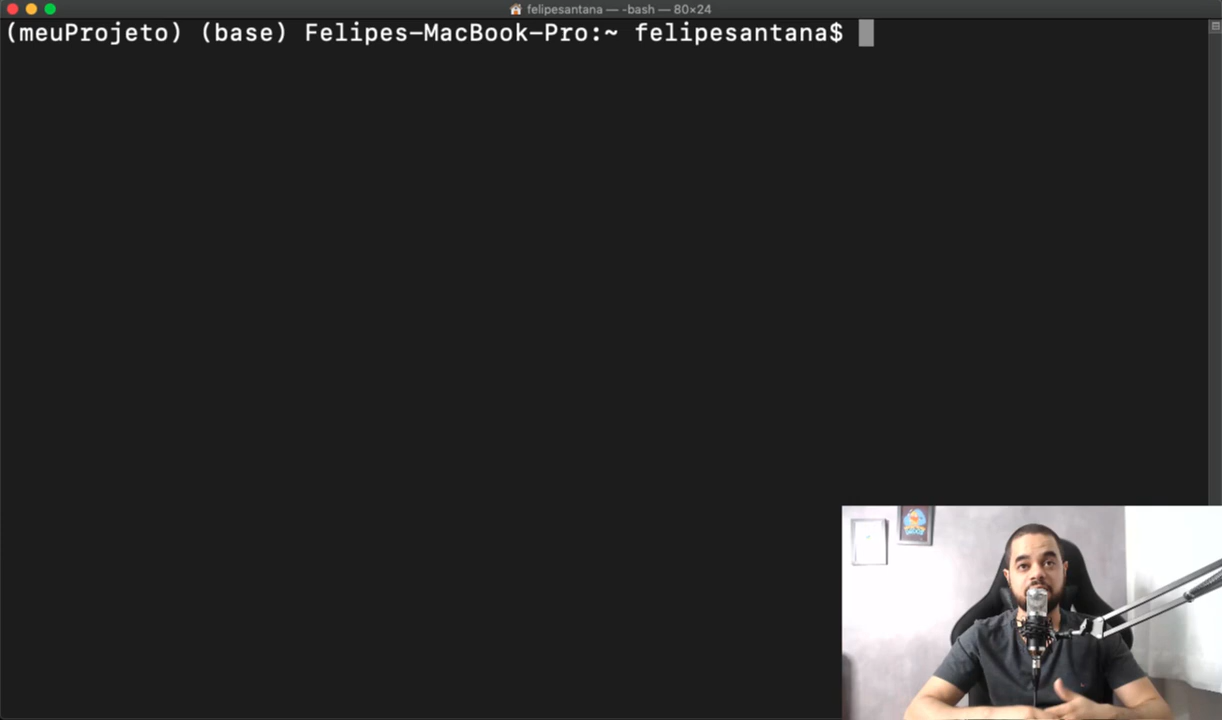 felipesantana — -bash — 80×24
(meuProjeto) (base) Felipes-MacBook-Pro:~ felipesantana$